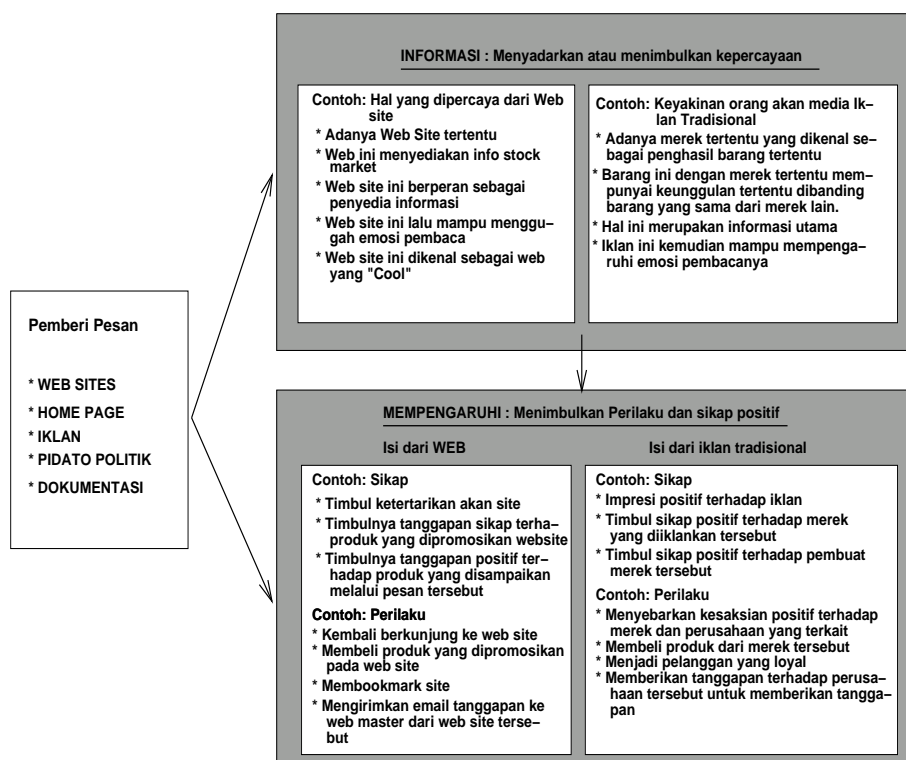 Pemberi Pesan
* WEB SITES
* HOME PAGE
* IKLAN
* PIDATO POLITIK
* DOKUMENTASI
INFORMASI : Menyadarkan atau menimbulkan kepercayaan
Contoh: Hal yang dipercaya dari Web
site
* Adanya Web Site tertentu
* Web ini menyediakan info stock
market
* Web site ini berperan sebagai
penyedia informasi
* Web site ini lalu mampu menggu–
gah emosi pembaca
* Web site ini dikenal sebagai web
yang "Cool"
Contoh: Keyakinan orang akan media Ik–
lan Tradisional
* Adanya merek tertentu yang dikenal se–
bagai penghasil barang tertentu
* Barang ini dengan merek tertentu mem–
punyai keunggulan tertentu dibanding
barang yang sama dari merek lain.
* Hal ini merupakan informasi utama
* Iklan ini kemudian mampu mempenga–
ruhi emosi pembacanya
MEMPENGARUHI : Menimbulkan Perilaku dan sikap positif
Isi dari WEB
Contoh: Sikap
* Timbul ketertarikan akan site
* Timbulnya tanggapan sikap terha–
produk yang dipromosikan website
* Timbulnya tanggapan positif ter–
hadap produk yang disampaikan
melalui pesan tersebut
Contoh: Perilaku
* Kembali berkunjung ke web site
* Membeli produk yang dipromosikan
pada web site
* Membookmark site
* Mengirimkan email tanggapan ke
web master dari web site terse–
but
Isi dari iklan tradisional
Contoh: Sikap
* Impresi positif terhadap iklan
* Timbul sikap positif terhadap merek
yang diiklankan tersebut
* Timbul sikap positif terhadap pembuat
merek tersebut
Contoh: Perilaku
* Menyebarkan kesaksian positif terhadap
merek dan perusahaan yang terkait
* Membeli produk dari merek tersebut
* Menjadi pelanggan yang loyal
* Memberikan tanggapan terhadap perusa–
haan tersebut untuk memberikan tangga–
pan